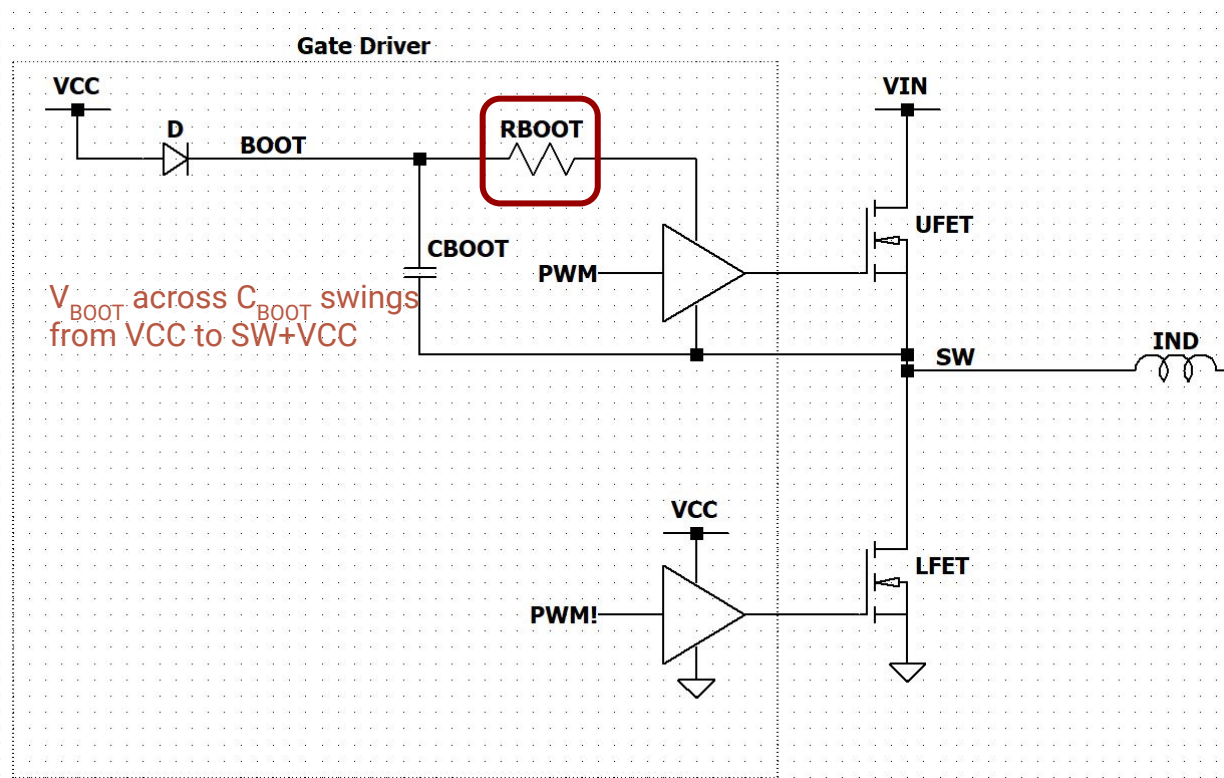 Gate Driver
VCC
VIN
D
BOOT
RBOOT
UFET
CBOOT
PWM
VBOOT across CBOOT swings
from VCC to SW+VCC
IND
SW
VCC
LFET
PWM!